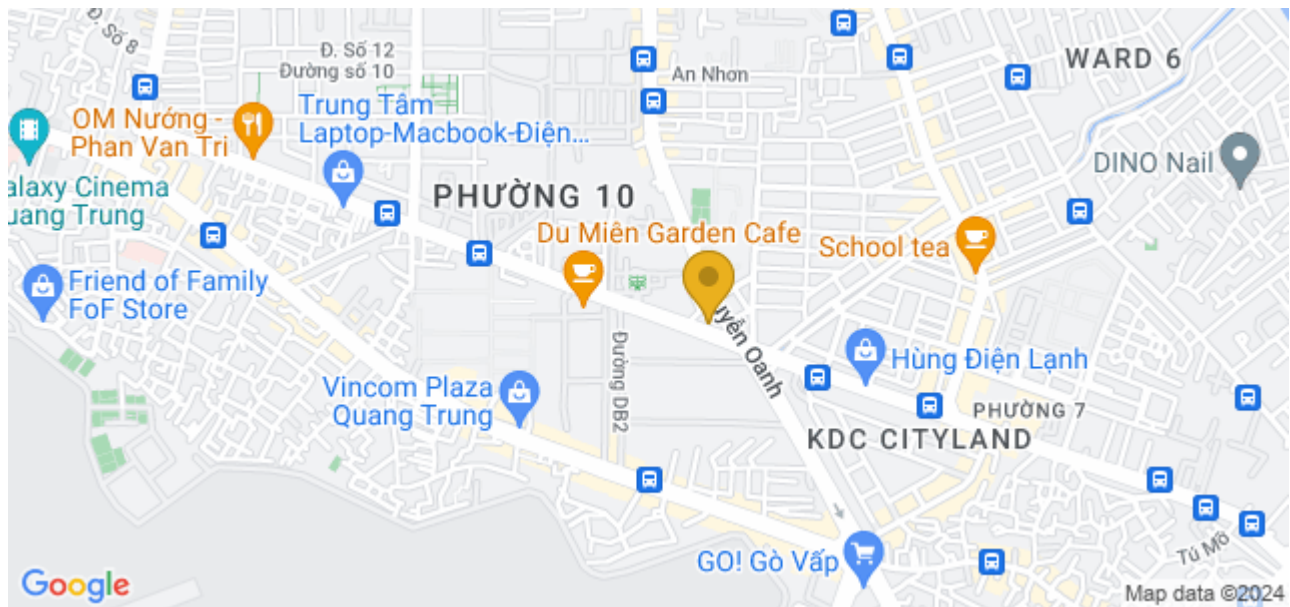 Đ. Số 8
Đ. Số 12
Đường số 10
An Nhơn
WARD 6
OM Nướng -
Phan Van Tri
Trung Tâm
Laptop-Macbook-Điện...
DINO Nail
alaxy Cinema
uang Trung
PHƯỜNG 10
Du Miên Garden Cafe
School tea
Friend of Family
FoF Store
uyễn Oanh
Đường DB2
Hùng Điện Lạnh
Vincom Plaza
Quang Trung
PHƯỜNG 7
KDC CITYLAND
GO! Gò Vấp
Tú Mỡ
Google
Map data ©2024